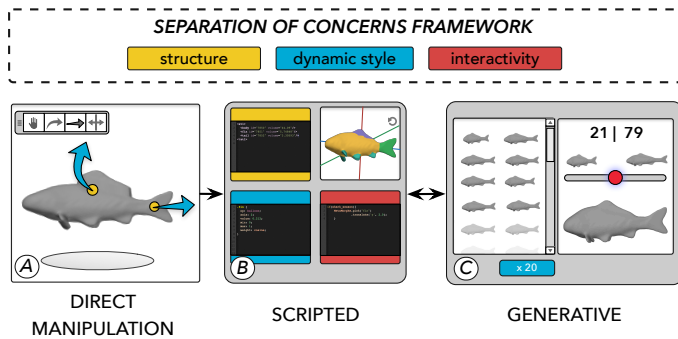 SEPARATION OF CONCERNS FRAMEWORK
structure
dynamic style
interactivity
21 | 79
A
B
C
x 20
DIRECT
MANIPULATION
SCRIPTED
GENERATIVE